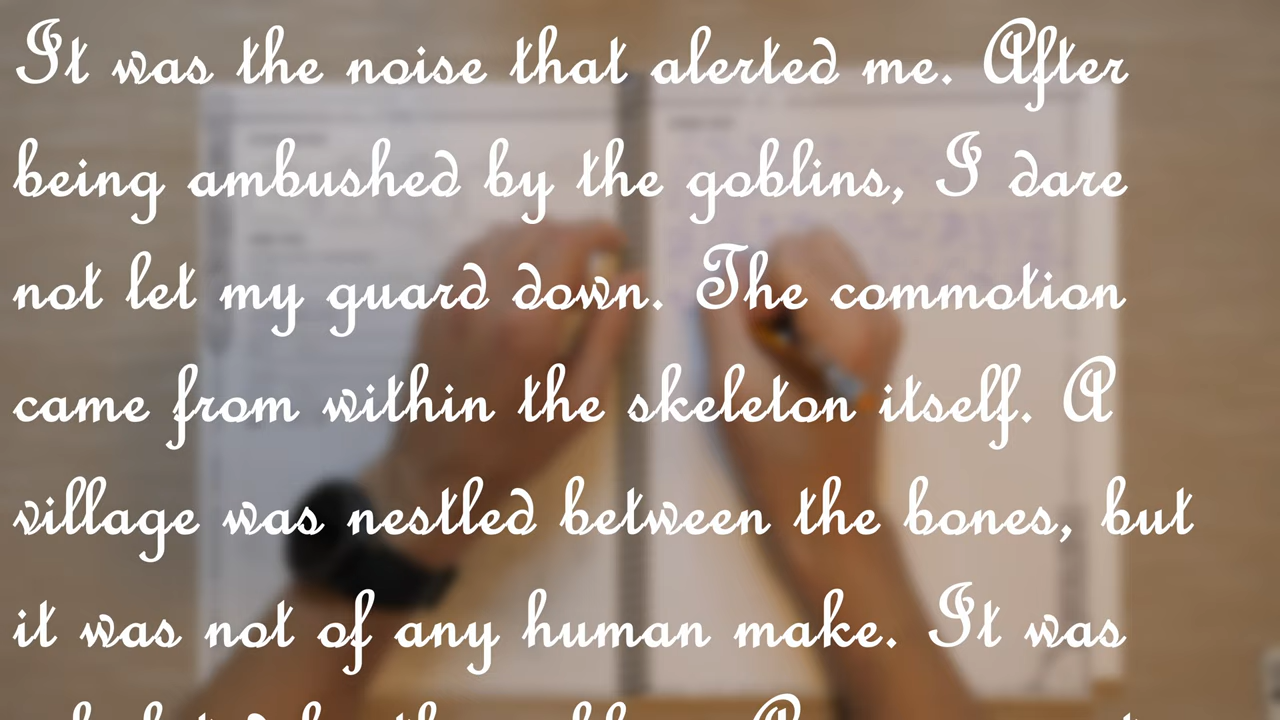 It was the noise that alerted me. After
being ambushed by the goblins, I dare
not let my guard down. The commotion
came from within the skeleton itself. A
village was nestled between the bones, but
it was not of any human make. It was